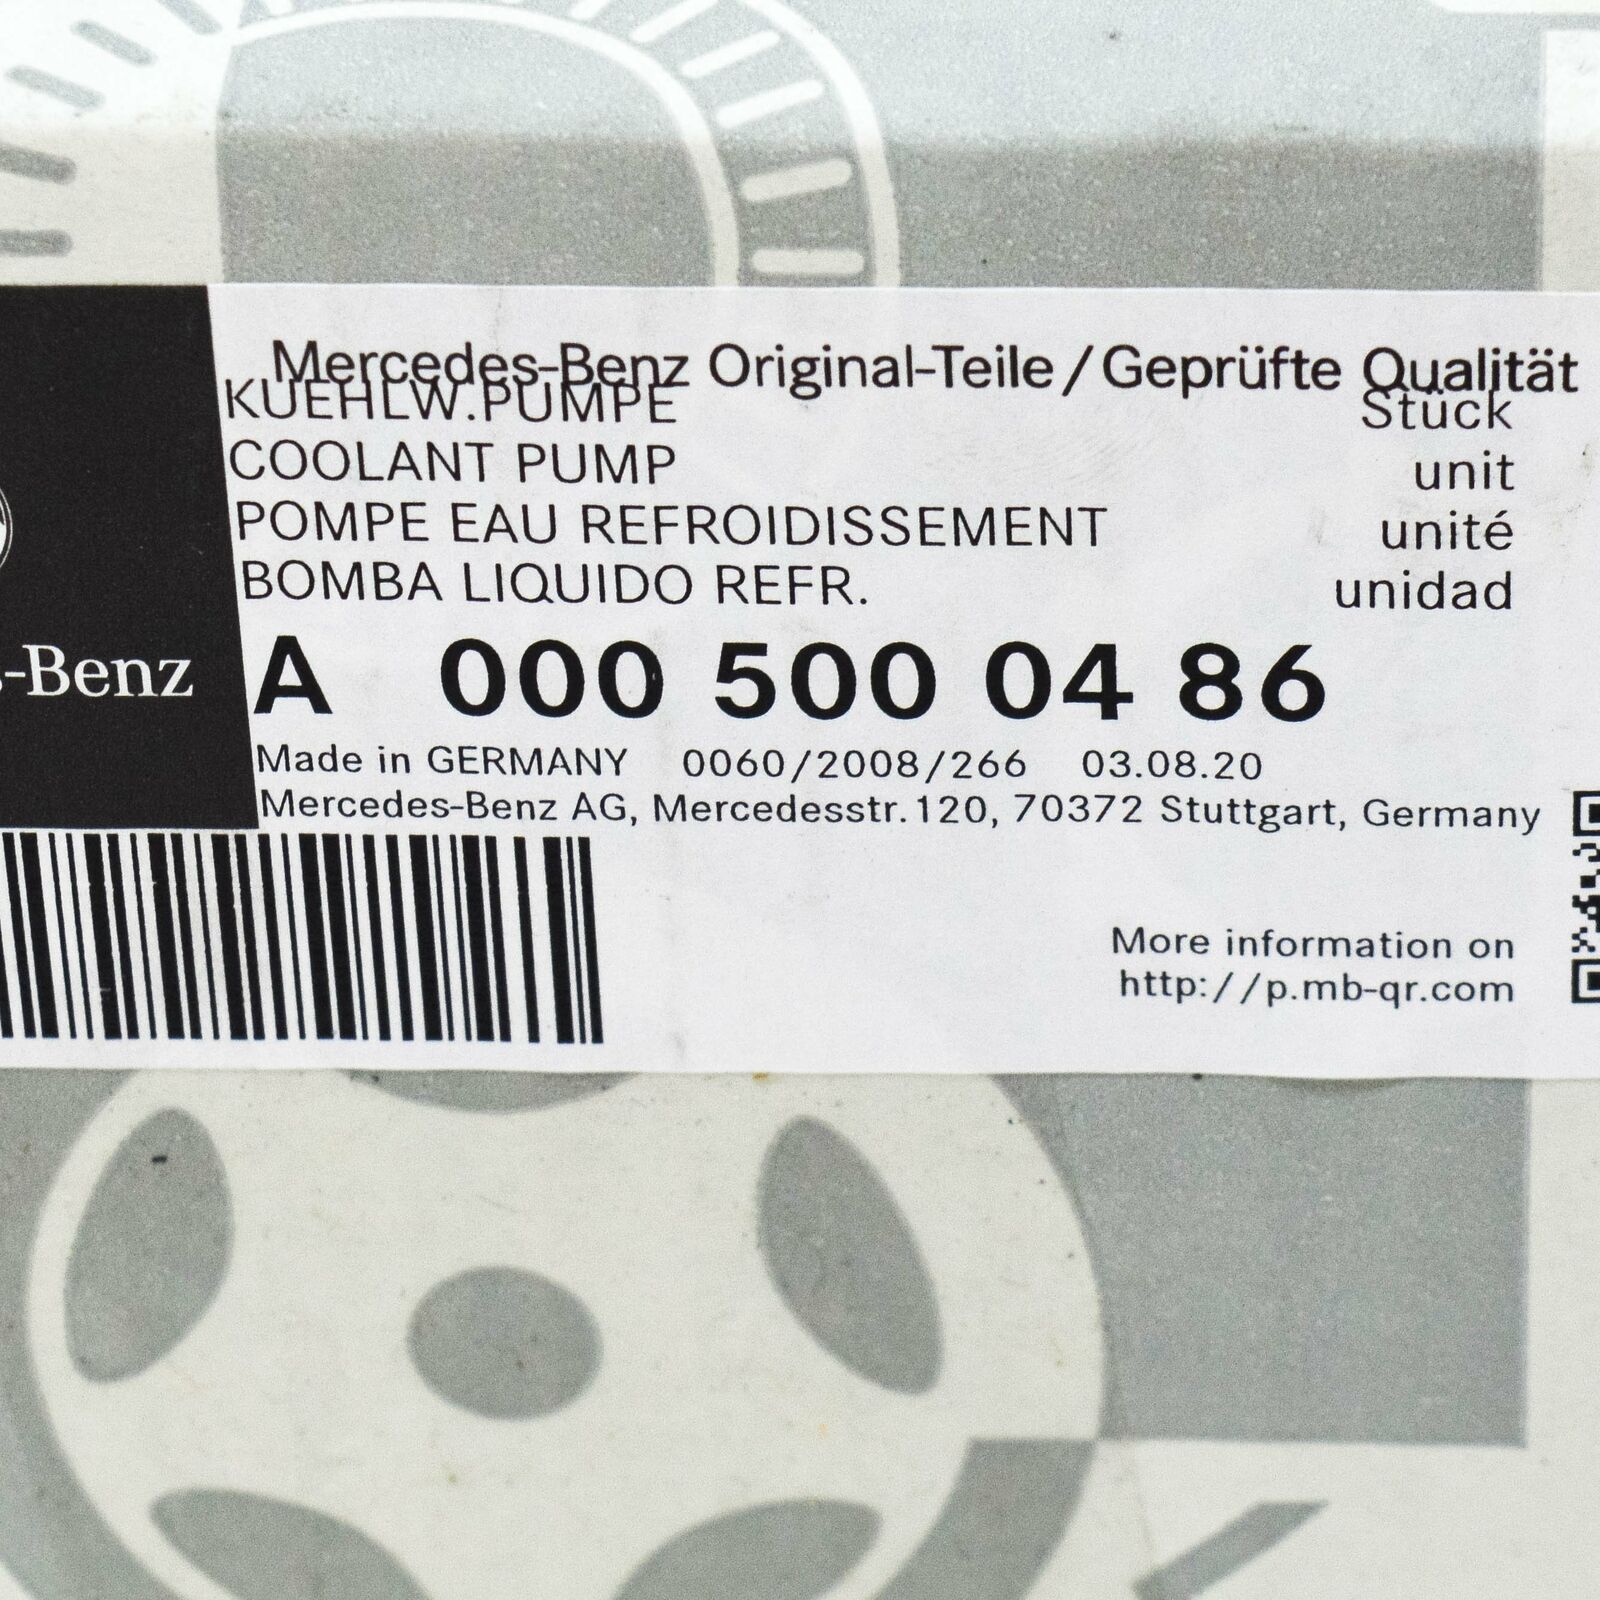 Mercedes-Benz Original-Teile / Geprüfte Qualität
KUEHLW.PUMPE Stück
COOLANT PUMP unit
POMPE EAU REFROIDISSEMENT unité
BOMBA LIQUIDO REFR. unidad
s-Benz
A 000 500 04 86
Made in GERMANY 0060/2008/266 03.08.20
Mercedes-Benz AG, Mercedesstr.120, 70372 Stuttgart, Germany
More information on
http://p.mb-qr.com